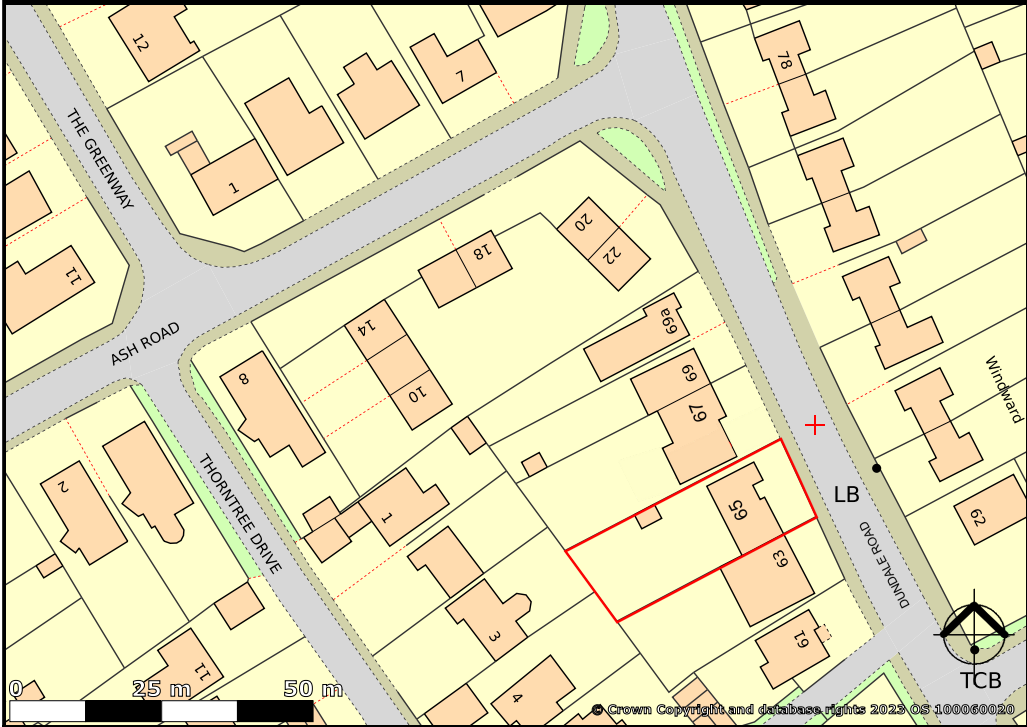 12
7
78
THE GREENWAY
1
11
18
20
22
14
10
ASH ROAD
8
69a
69
67
Windward
2
THORNTREE DRIVE
1
65
LB
62
63
DUNDALE ROAD
3
61
11
4
TCB
0 25 m 50 m
© Crown Copyright and database rights 2023 OS 100060020